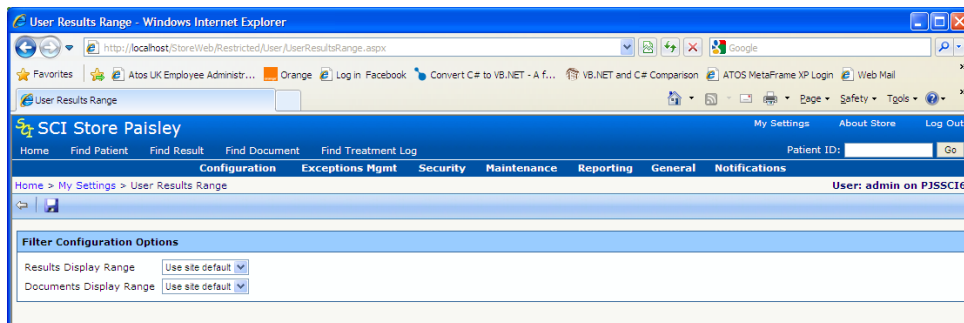 User Results Range - Windows Internet Explorer
http://localhost/StoreWeb/Restricted/User/UserResultsRange.aspx
Google
Favorites Atos UK Employee Administr... Orange Log in Facebook Convert C# to VB.NET - A f... VB.NET and C# Comparison ATOS MetaFrame XP Login Web Mail »
User Results Range Page Safety Tools »
SCI Store Paisley My Settings About Store Log Out
Home Find Patient Find Result Find Document Find Treatment Log Patient ID: Go
Configuration Exceptions Mgmt Security Maintenance Reporting General Notifications
Home > My Settings > User Results Range User: admin on PJSSCI6
Filter Configuration Options
Results Display Range Use site default
Documents Display Range Use site default